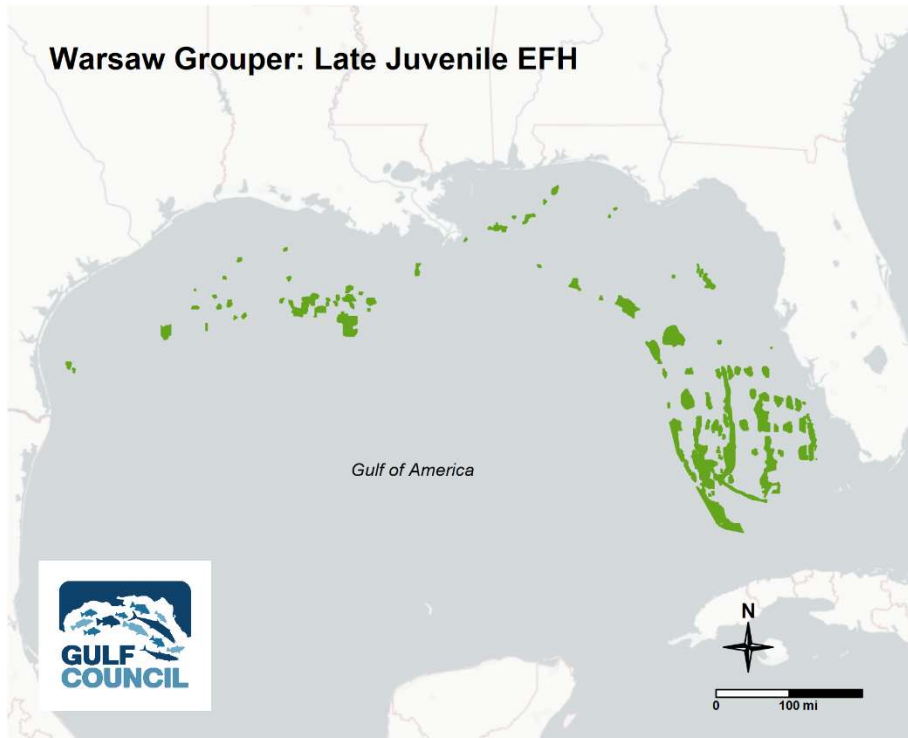 Warsaw Grouper: Late Juvenile EFH
Gulf of America
GULF
COUNCIL
N
0 100 mi